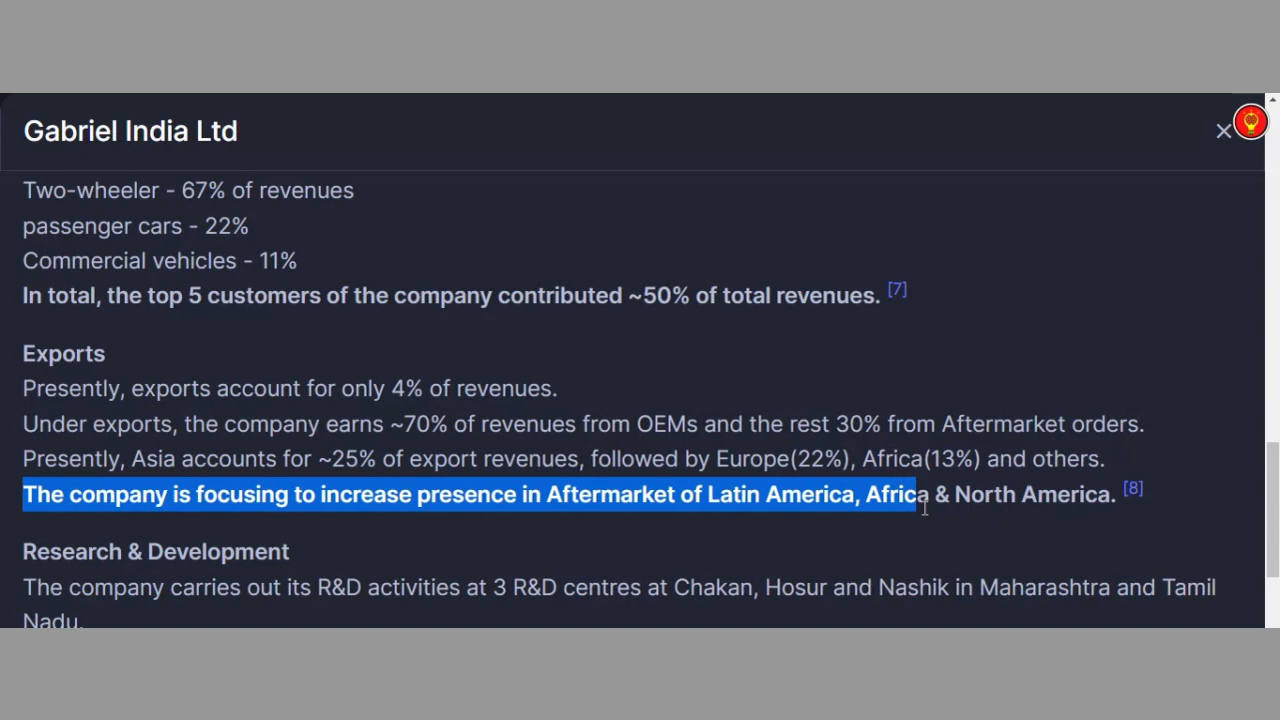 Gabriel India Ltd
Two-wheeler - 67% of revenues
passenger cars - 22%
Commercial vehicles - 11%
In total, the top 5 customers of the company contributed ~50% of total revenues. [7]
Exports
Presently, exports account for only 4% of revenues.
Under exports, the company earns ~70% of revenues from OEMs and the rest 30% from Aftermarket orders.
Presently, Asia accounts for ~25% of export revenues, followed by Europe(22%), Africa(13%) and others.
The company is focusing to increase presence in Aftermarket of Latin America, Africa & North America. [8]
Research & Development
The company carries out its R&D activities at 3 R&D centres at Chakan, Hosur and Nashik in Maharashtra and Tamil
Nadu.